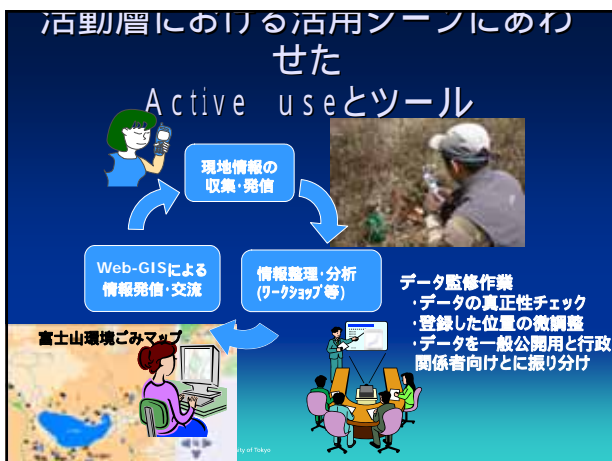 活動層における活用シーンにあわ
せた
Active useとツール
現地情報の
収集・発信
Web-GISによる
情報発信・交流
情報整理・分析
(ワークショップ等)
データ監修作業
・データの真正性チェック
・登録した位置の微調整
・データを一般公開用と行政
関係者向けとに振り分け
富士山環境ごみマップ
ity of Tokyo